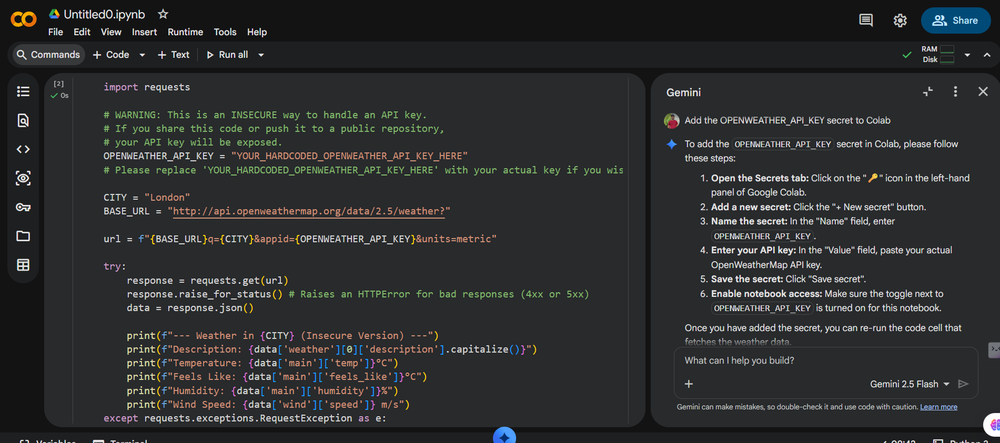 Untitled0.ipynb
File Edit View Insert Runtime Tools Help
Share
Commands + Code + Text Run all
RAM
Disk
[2]
0s
import requests
# WARNING: This is an INSECURE way to handle an API key.
# If you share this code or push it to a public repository,
# your API key will be exposed.
OPENWEATHER_API_KEY = "YOUR_HARDCODED_OPENWEATHER_API_KEY_HERE"
# Please replace 'YOUR_HARDCODED_OPENWEATHER_API_KEY_HERE' with your actual key if you wis
CITY = "London"
BASE_URL = "http://api.openweathermap.org/data/2.5/weather?"
url = f"{BASE_URL}q={CITY}&appid={OPENWEATHER_API_KEY}&units=metric"
try:
    response = requests.get(url)
    response.raise_for_status() # Raises an HTTPError for bad responses (4xx or 5xx)
    data = response.json()
    print(f"--- Weather in {CITY} (Insecure Version) ---")
    print(f"Description: {data['weather'][0]['description'].capitalize()}")
    print(f"Temperature: {data['main']['temp']}°C")
    print(f"Feels Like: {data['main']['feels_like']}°C")
    print(f"Humidity: {data['main']['humidity']}%")
    print(f"Wind Speed: {data['wind']['speed']} m/s")
except requests.exceptions.RequestException as e:
Gemini
Add the OPENWEATHER_API_KEY secret to Colab
To add the OPENWEATHER_API_KEY secret in Colab, please follow
these steps:
1. Open the Secrets tab: Click on the "🔑" icon in the left-hand
panel of Google Colab.
2. Add a new secret: Click the "+ New secret" button.
3. Name the secret: In the "Name" field, enter
OPENWEATHER_API_KEY.
4. Enter your API key: In the "Value" field, paste your actual
OpenWeatherMap API key.
5. Save the secret: Click "Save secret".
6. Enable notebook access: Make sure the toggle next to
OPENWEATHER_API_KEY is turned on for this notebook.
Once you have added the secret, you can re-run the code cell that
fetches the weather data.
What can I help you build?
+ Gemini 2.5 Flash
Gemini can make mistakes, so double-check it and use code with caution. Learn more
Variables Terminal
Python 3